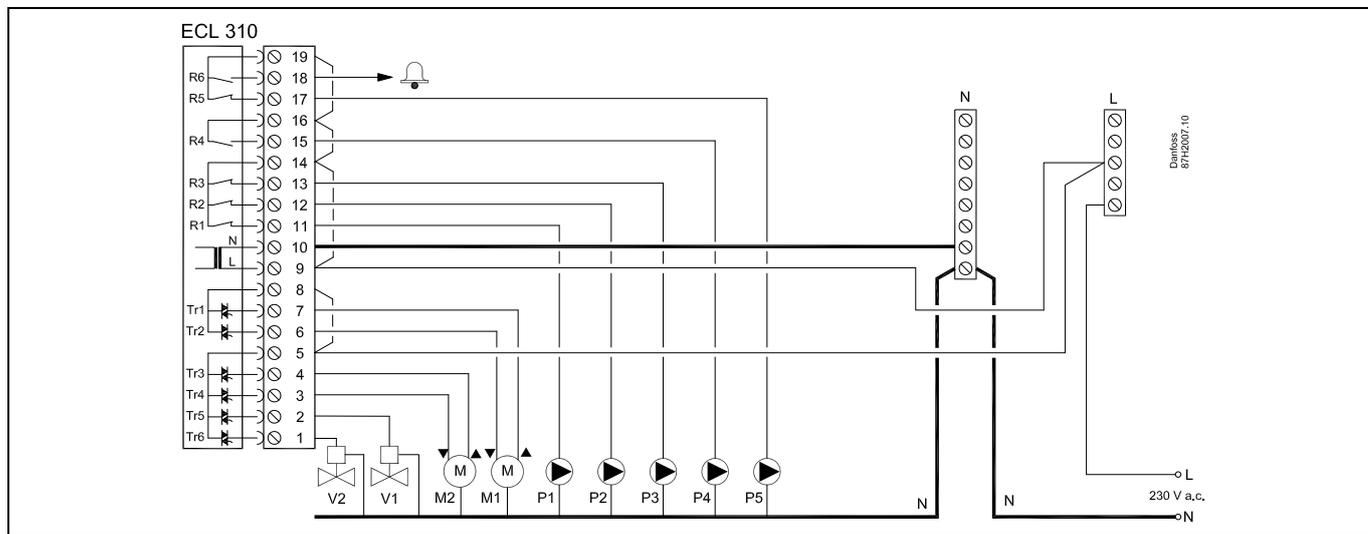 ECL 310
19
R6 18
R5 17
N
L
16
R4 15
14
R3 13
R2 12
R1 11
N 10
L 9
8
Tr1 7
Tr2 6
5
Tr3 4
Tr4 3
Tr5 2
Tr6 1
Danfoss
87H2007.10
M M
V2 V1 M2 M1 P1 P2 P3 P4 P5
N N
L
230 V a.c.
N